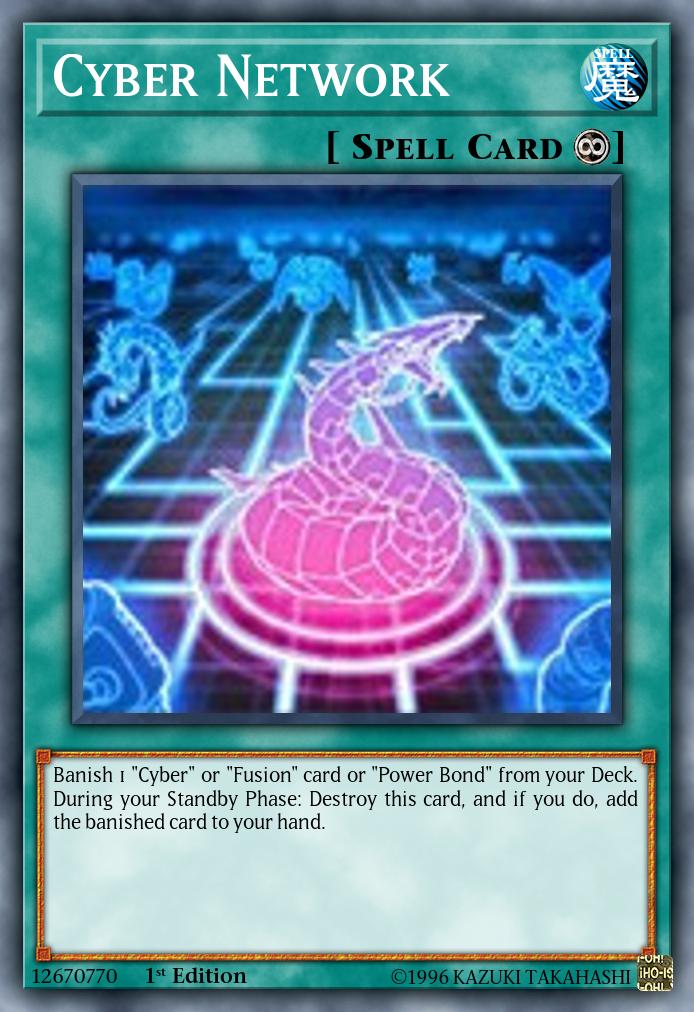 Cyber Network
SPELL
魔
[ Spell Card ]
Banish 1 "Cyber" or "Fusion" card or "Power Bond" from your Deck.
During your Standby Phase: Destroy this card, and if you do, add
the banished card to your hand.
12670770 1st Edition ©1996 KAZUKI TAKAHASHI